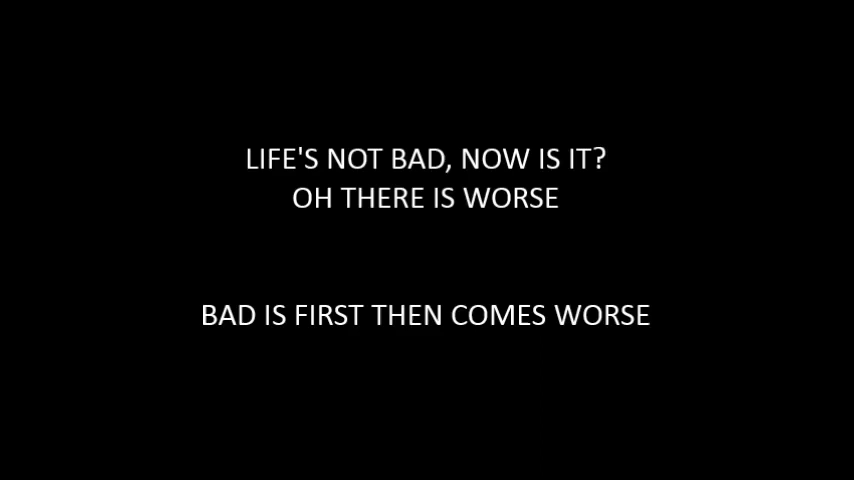 LIFE'S NOT BAD, NOW IS IT?
OH THERE IS WORSE
BAD IS FIRST THEN COMES WORSE